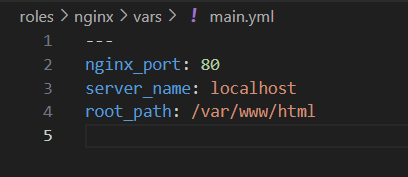 roles > nginx > vars > ! main.yml
1 ---
2 nginx_port: 80
3 server_name: localhost
4 root_path: /var/www/html
5